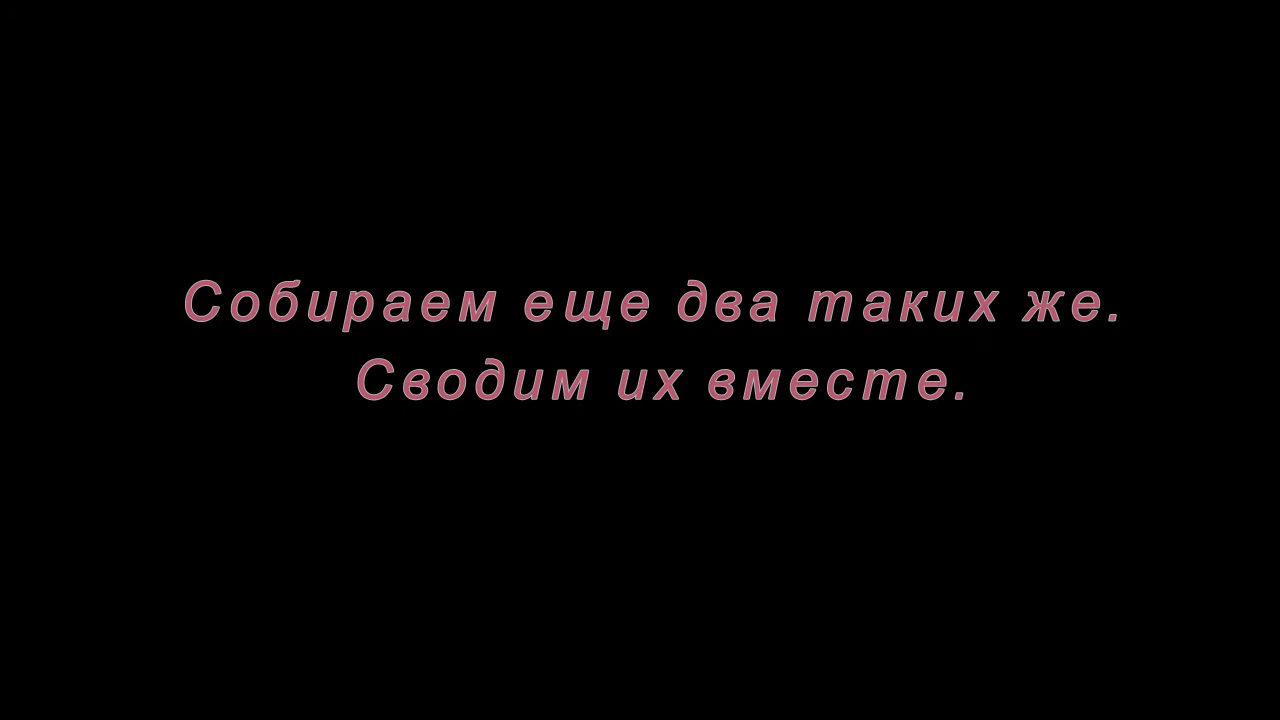 Собираем еще два таких же.
Сводим их вместе.